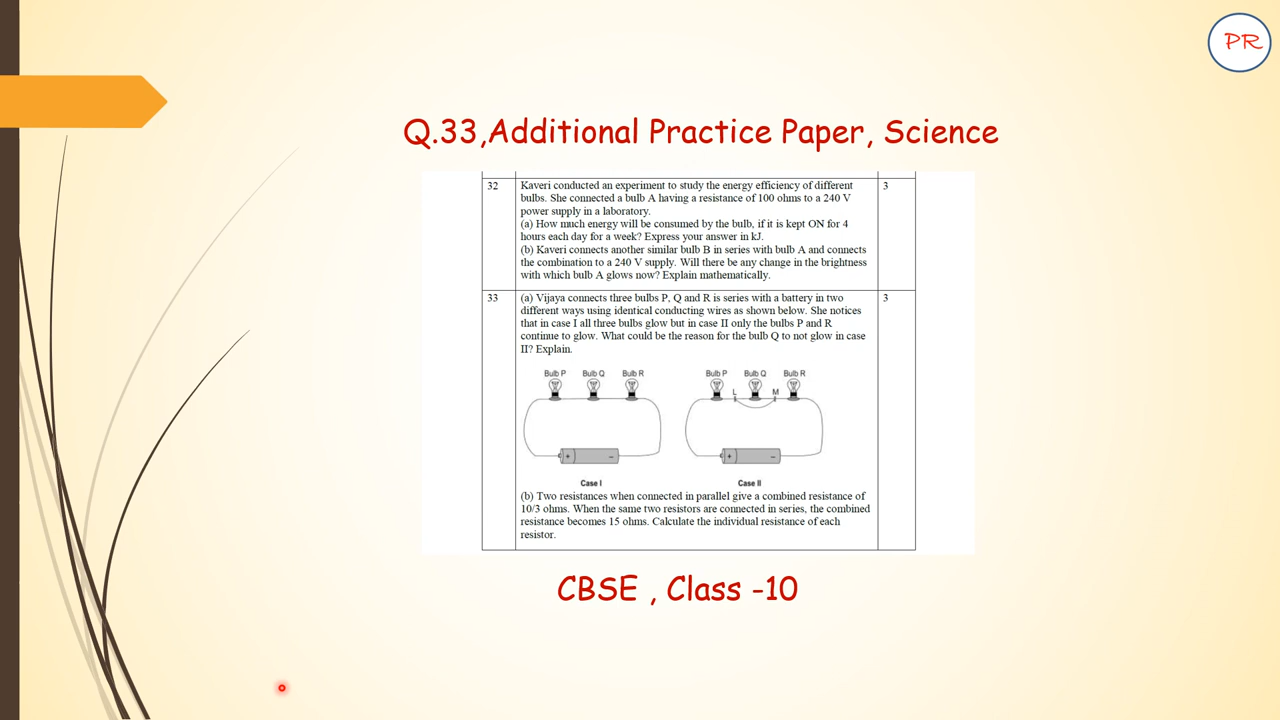 PR
Q.33,Additional Practice Paper, Science
32
Kaveri conducted an experiment to study the energy efficiency of different
3
bulbs. She connected a bulb A having a resistance of 100 ohms to a 240 V
power supply in a laboratory.
(a) How much energy will be consumed by the bulb, if it is kept ON for 4
hours each day for a week? Express your answer in kJ.
(b) Kaveri connects another similar bulb B in series with bulb A and connects
the combination to a 240 V supply. Will there be any change in the brightness
with which bulb A glows now? Explain mathematically.
33
(a) Vijaya connects three bulbs P, Q and R is series with a battery in two
3
different ways using identical conducting wires as shown below. She notices
that in case I all three bulbs glow but in case II only the bulbs P and R
continue to glow. What could be the reason for the bulb Q to not glow in case
II? Explain.
Bulb P Bulb Q Bulb R
Bulb P Bulb Q Bulb R
L M
+ −
+ −
Case I
Case II
(b) Two resistances when connected in parallel give a combined resistance of
10/3 ohms. When the same two resistors are connected in series, the combined
resistance becomes 15 ohms. Calculate the individual resistance of each
resistor.
CBSE , Class -10